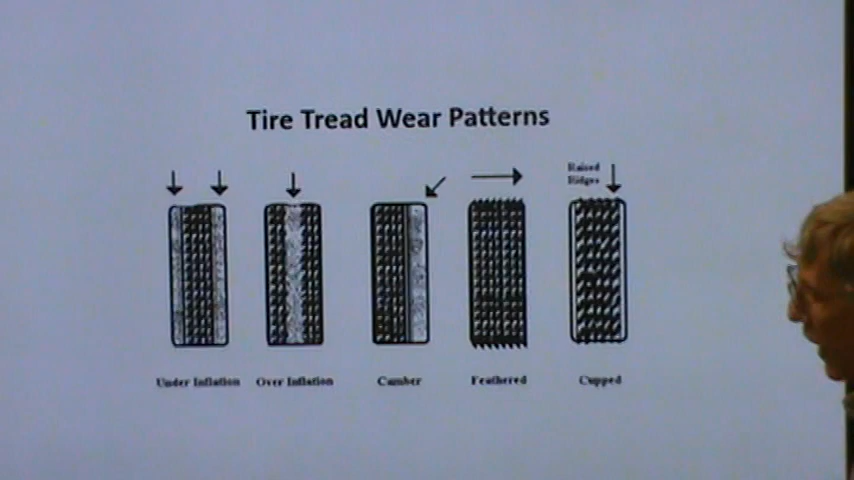 Tire Tread Wear Patterns
Raised
Ridges
Under Inflation
Over Inflation
Camber
Feathered
Cupped